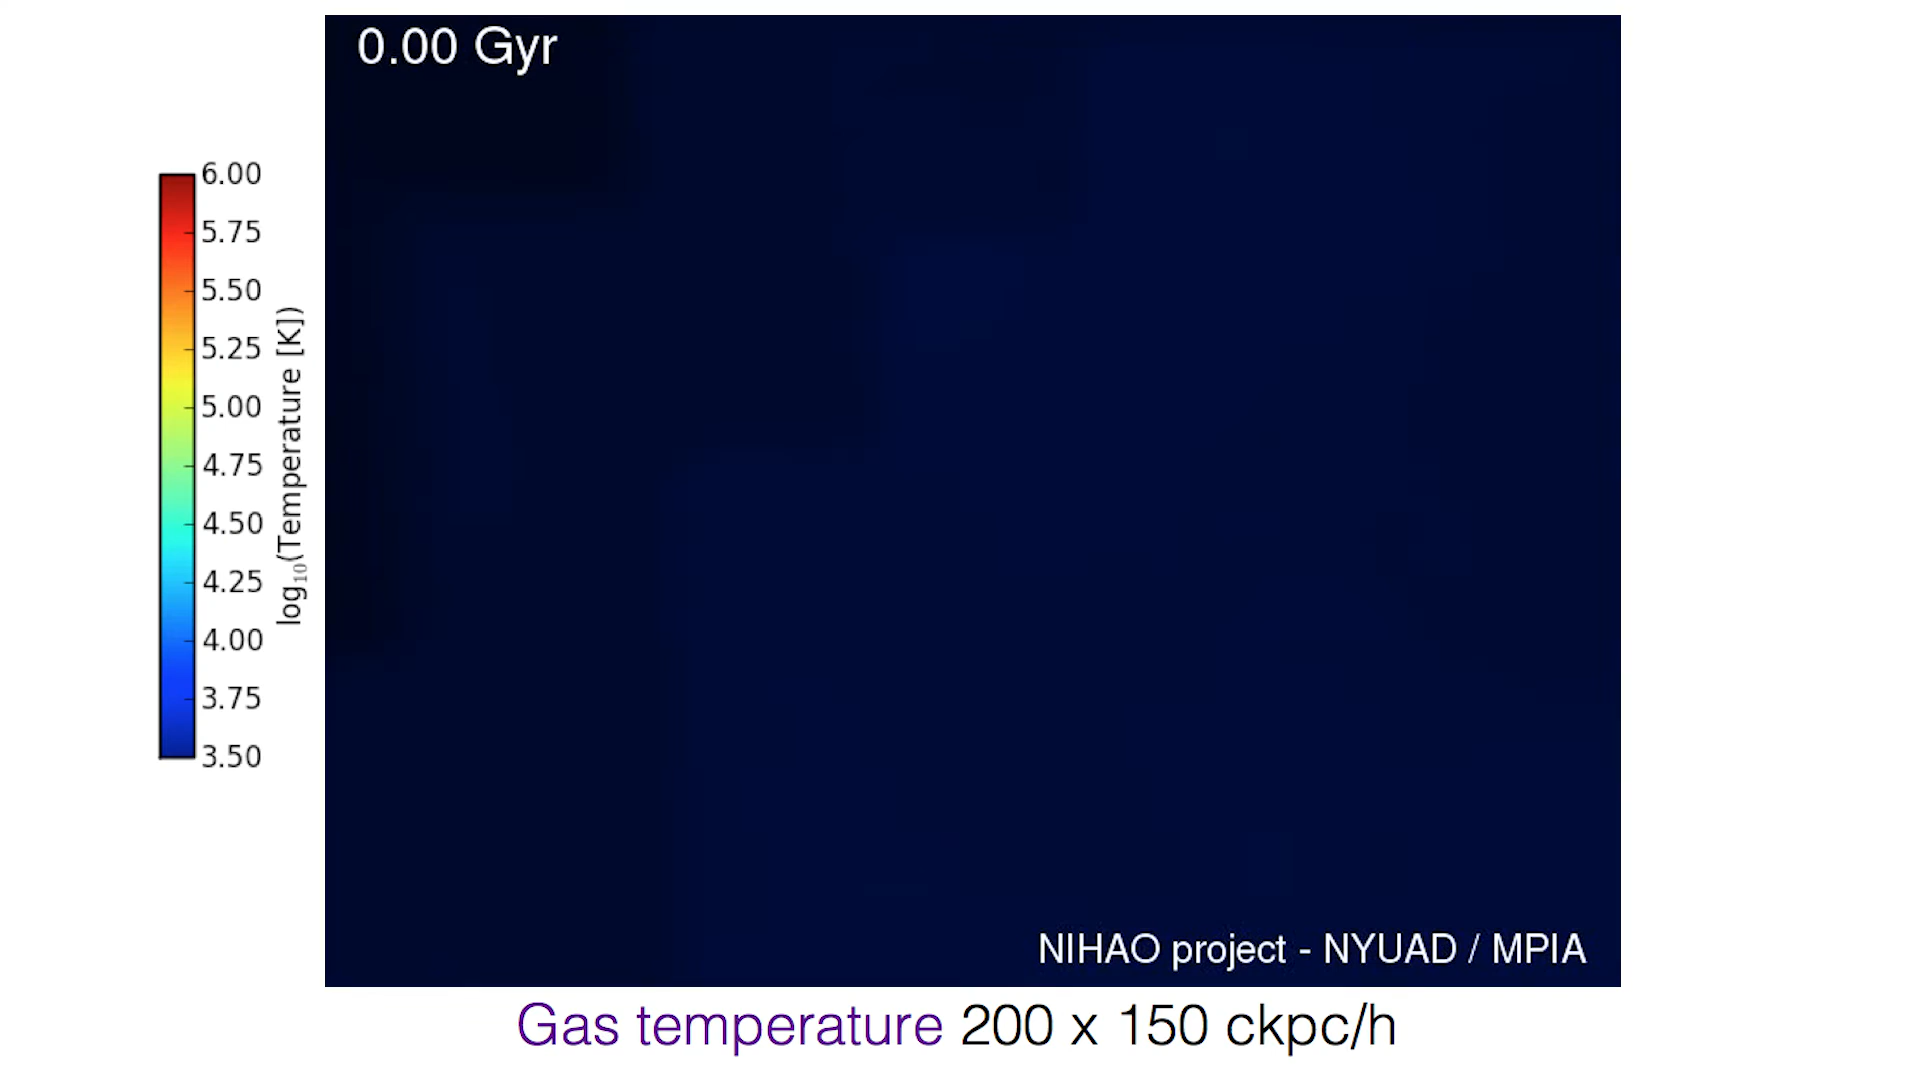 0.00 Gyr
6.00
5.75
5.50
5.25
5.00
4.75
4.50
4.25
4.00
3.75
3.50
log₁₀(Temperature [K])
NIHAO project - NYUAD / MPIA
Gas temperature 200 x 150 ckpc/h